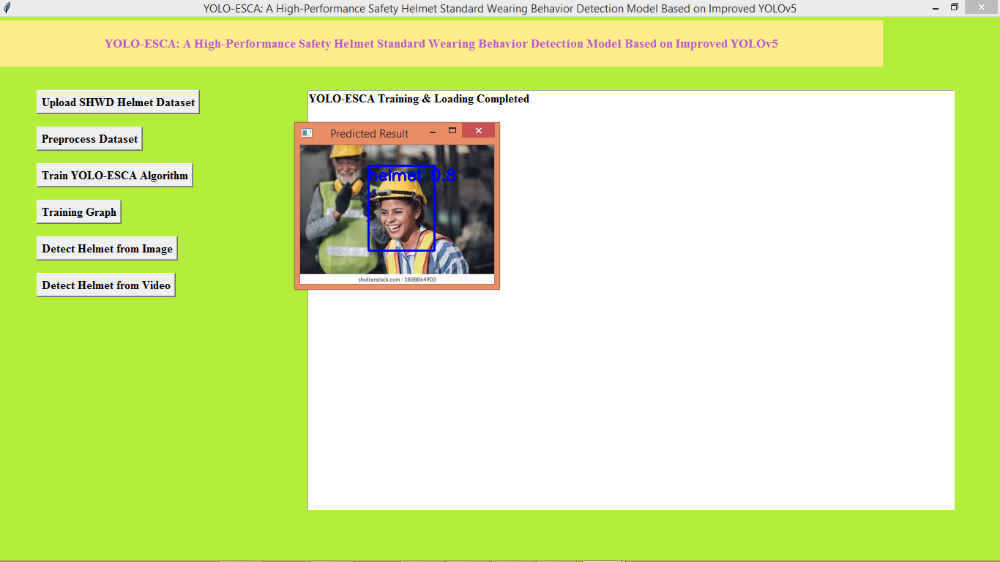 YOLO-ESCA: A High-Performance Safety Helmet Standard Wearing Behavior Detection Model Based on Improved YOLOv5
YOLO-ESCA: A High-Performance Safety Helmet Standard Wearing Behavior Detection Model Based on Improved YOLOv5
Upload SHWD Helmet Dataset
Preprocess Dataset
Train YOLO-ESCA Algorithm
Training Graph
Detect Helmet from Image
Detect Helmet from Video
YOLO-ESCA Training & Loading Completed
Predicted Result
helmet 0.8
shutterstock.com · 1888864903